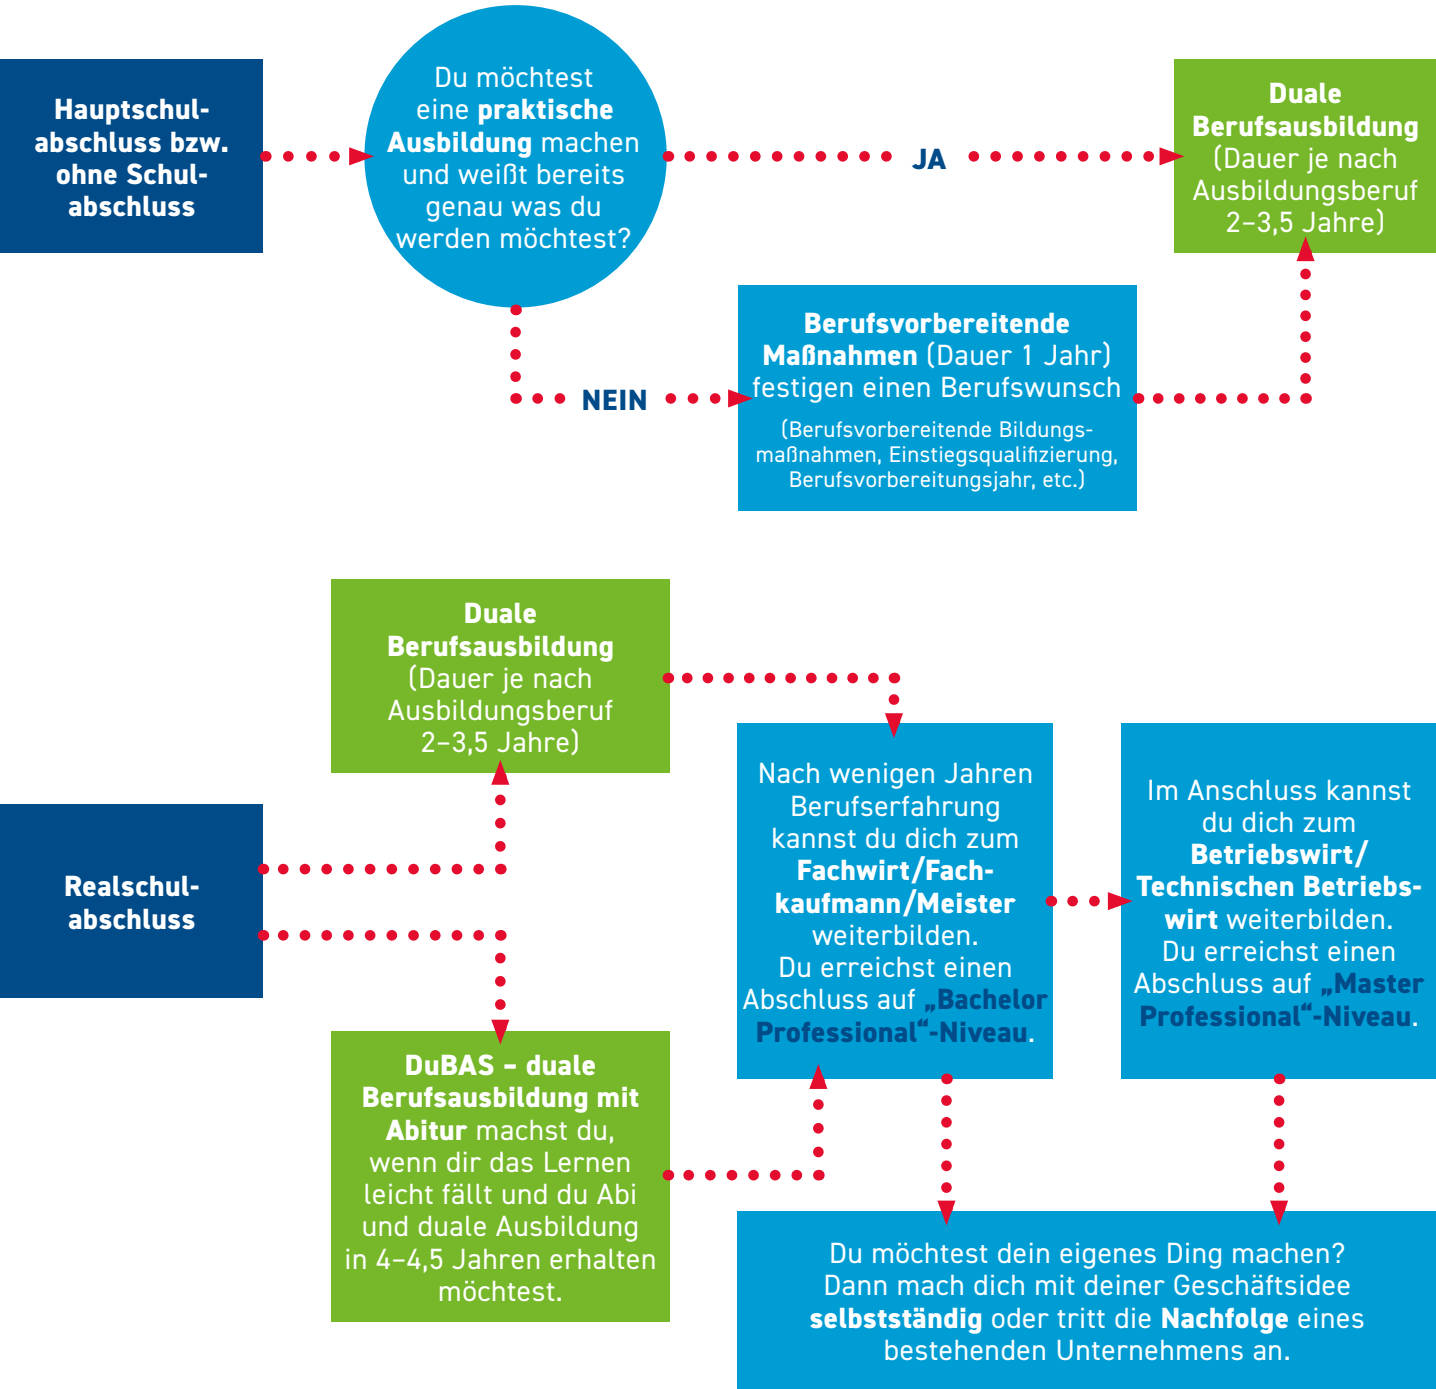 Hauptschul-
abschluss bzw.
ohne Schul-
abschluss
Du möchtest
eine praktische
Ausbildung machen
und weißt bereits
genau was du
werden möchtest?
JA
Duale
Berufsausbildung
(Dauer je nach
Ausbildungsberuf
2–3,5 Jahre)
NEIN
Berufsvorbereitende
Maßnahmen (Dauer 1 Jahr)
festigen einen Berufswunsch
(Berufsvorbereitende Bildungs-
maßnahmen, Einstiegsqualifizierung,
Berufsvorbereitungsjahr, etc.)
Realschul-
abschluss
Duale
Berufsausbildung
(Dauer je nach
Ausbildungsberuf
2–3,5 Jahre)
DuBAS – duale
Berufsausbildung mit
Abitur machst du,
wenn dir das Lernen
leicht fällt und du Abi
und duale Ausbildung
in 4–4,5 Jahren erhalten
möchtest.
Nach wenigen Jahren
Berufserfahrung
kannst du dich zum
Fachwirt/Fach-
kaufmann/Meister
weiterbilden.
Du erreichst einen
Abschluss auf „Bachelor
Professional“-Niveau.
Im Anschluss kannst
du dich zum
Betriebswirt/
Technischen Betriebs-
wirt weiterbilden.
Du erreichst einen
Abschluss auf „Master
Professional“-Niveau.
Du möchtest dein eigenes Ding machen?
Dann mach dich mit deiner Geschäftsidee
selbstständig oder tritt die Nachfolge eines
bestehenden Unternehmens an.